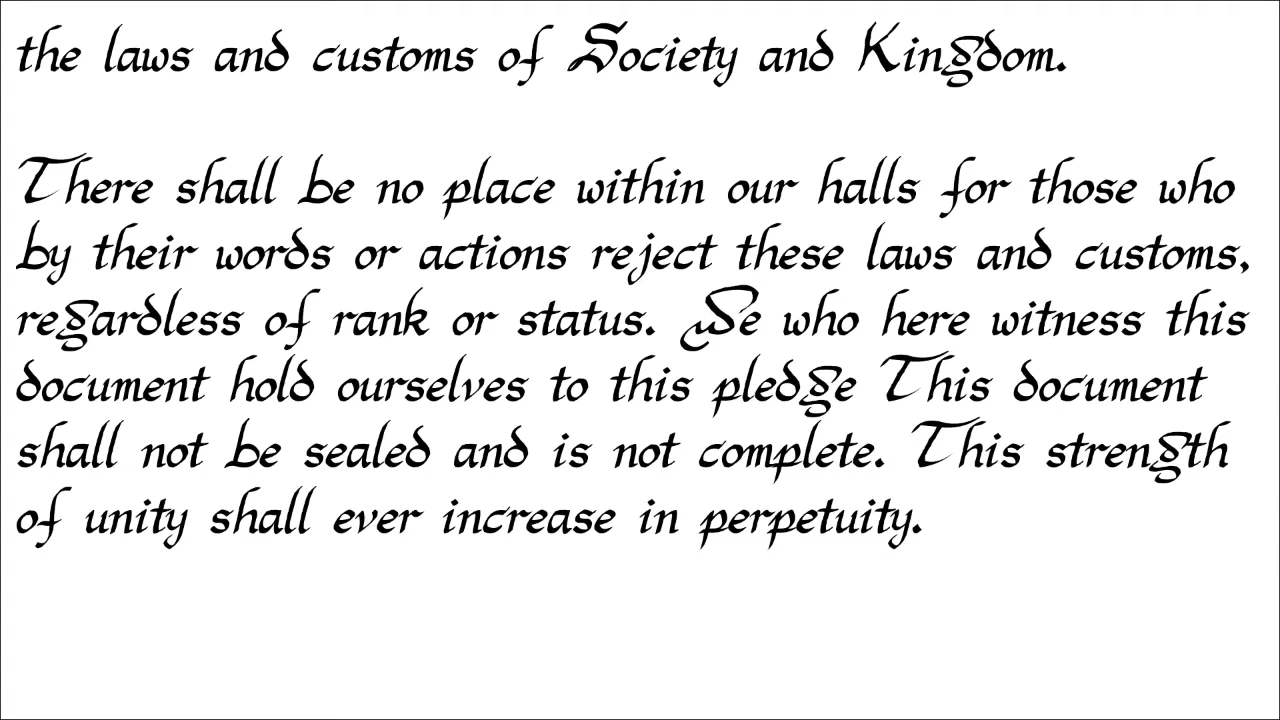 the laws and customs of Society and Kingdom.
There shall be no place within our halls for those who
by their words or actions reject these laws and customs,
regardless of rank or status. We who here witness this
document hold ourselves to this pledge This document
shall not be sealed and is not complete. This strength
of unity shall ever increase in perpetuity.